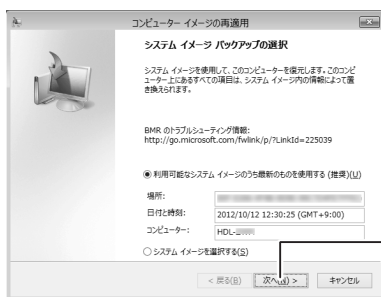 コンピューター イメージの再適用
システム イメージ バックアップの選択
システム イメージを使用して、このコンピューターを復元します。このコンピ
ューター上にあるすべての項目は、システム イメージ内の情報によって置
き換えられます。
BMR のトラブルシューティング情報:
http://go.microsoft.com/fwlink/p/?LinkId=225039
利用可能なシステム イメージのうち最新のものを使用する (推奨)(U)
場所:
日付と時刻: 2012/10/12 12:30:25 (GMT+9:00)
コンピューター: HDL-
システム イメージを選択する(S)
< 戻る(B) 次へ(N) > キャンセル